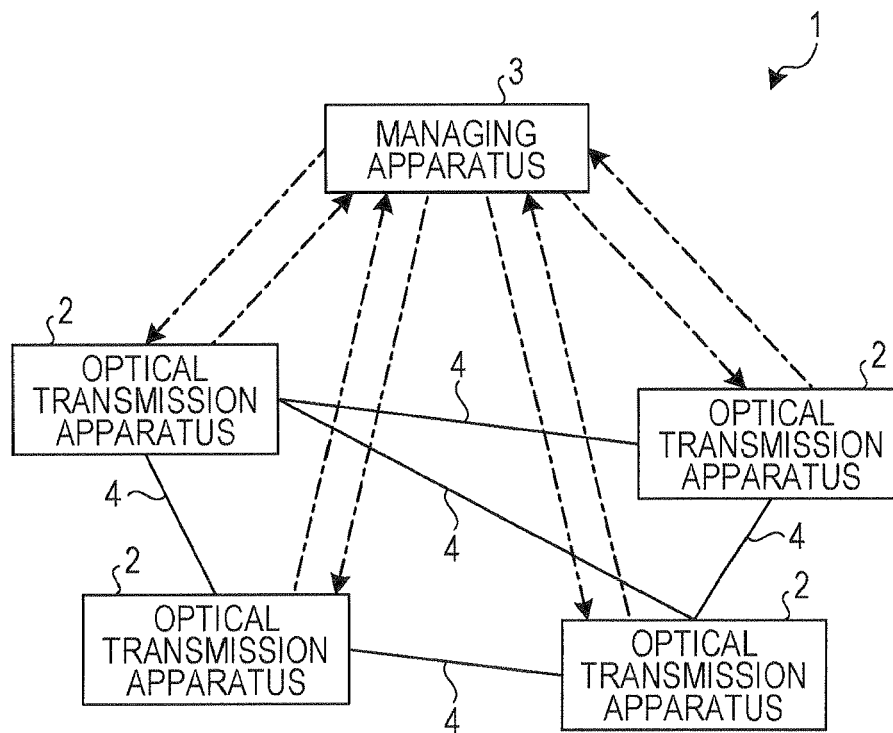 1
3
MANAGING
APPARATUS
2
OPTICAL
TRANSMISSION
APPARATUS
2
OPTICAL
TRANSMISSION
APPARATUS
4
4
4
4
2
OPTICAL
TRANSMISSION
APPARATUS
2
OPTICAL
TRANSMISSION
APPARATUS
4